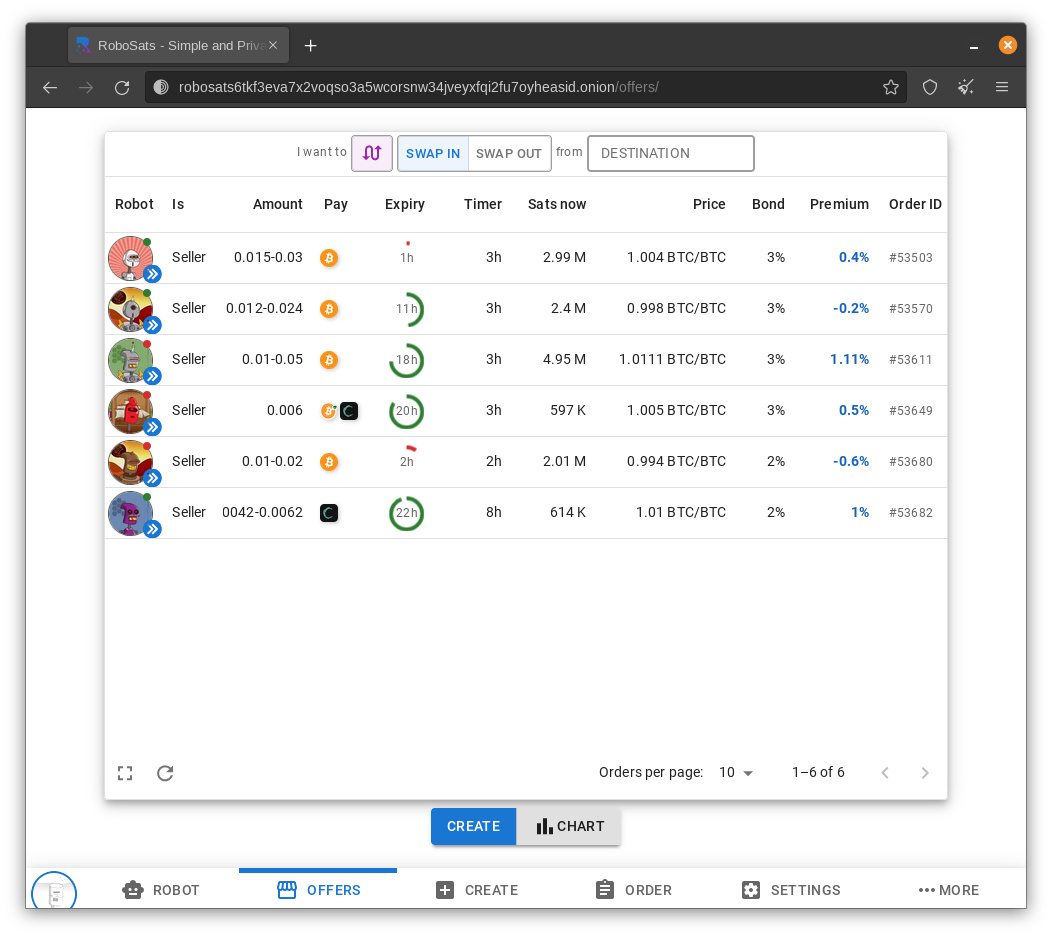 RoboSats - Simple and Priva
robosats6tkf3eva7x2voqso3a5wcorsnw34jveyxfqi2fu7oyheasid.onion/offers/
I want to SWAP IN SWAP OUT from DESTINATION
Robot Is Amount Pay Expiry Timer Sats now Price Bond Premium Order ID
Seller 0.015-0.03 1h 3h 2.99 M 1.004 BTC/BTC 3% 0.4% #53503
Seller 0.012-0.024 11h 3h 2.4 M 0.998 BTC/BTC 3% -0.2% #53570
Seller 0.01-0.05 18h 3h 4.95 M 1.0111 BTC/BTC 3% 1.11% #53611
Seller 0.006 20h 3h 597 K 1.005 BTC/BTC 3% 0.5% #53649
Seller 0.01-0.02 2h 2h 2.01 M 0.994 BTC/BTC 2% -0.6% #53680
Seller 0042-0.0062 22h 8h 614 K 1.01 BTC/BTC 2% 1% #53682
Orders per page: 10 1–6 of 6
CREATE CHART
ROBOT OFFERS CREATE ORDER SETTINGS MORE